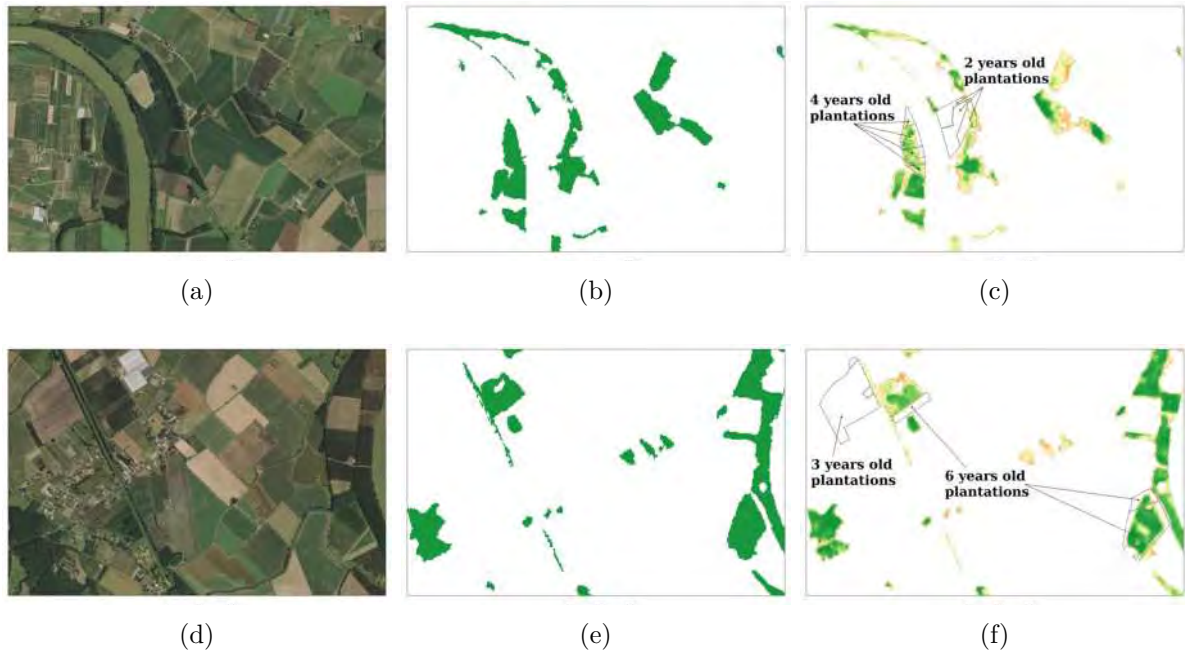 2 years old
plantations
4 years old
plantations
(a)
(b)
(c)
3 years old
plantations
6 years old
plantations
(d)
(e)
(f)